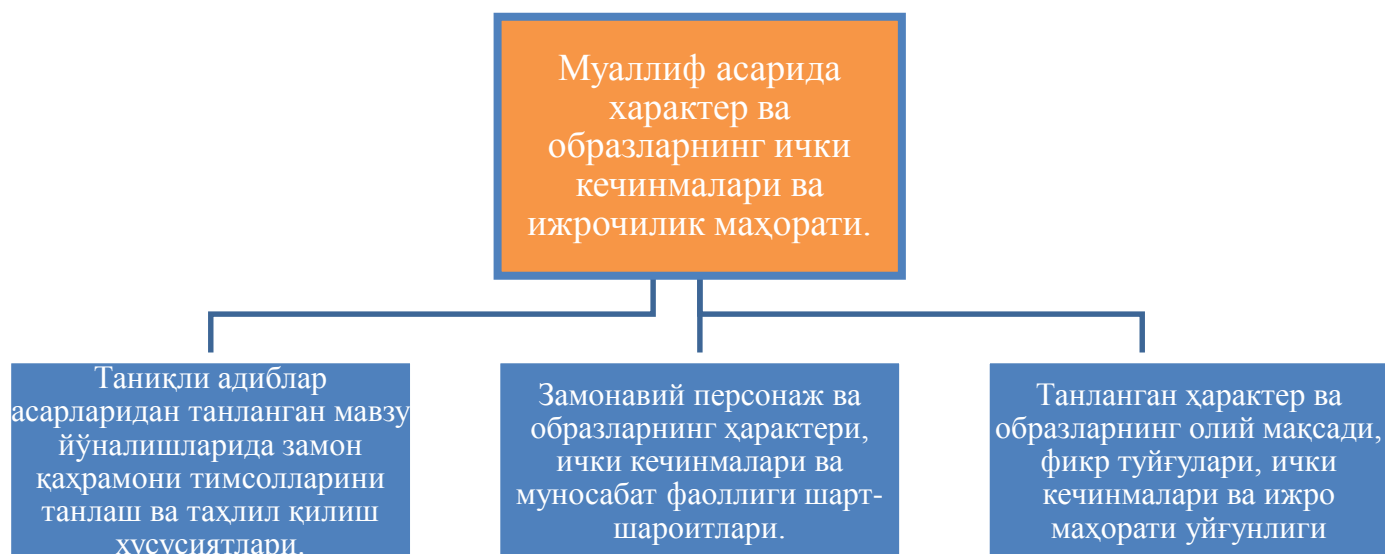 Муаллиф асарида
характер ва
образларнинг ички
кечинмалари ва
ижрочилик маҳорати.
Таниқли адиблар
асарларидан танланган мавзу
йўналишларида замон
қаҳрамони тимсолларини
танлаш ва таҳлил қилиш
хусусиятлари.
Замонавий персонаж ва
образларнинг ҳарактери,
ички кечинмалари ва
муносабат фаоллиги шарт-
шароитлари.
Танланган ҳарактер ва
образларнинг олий мақсади,
фикр туйғулари, ички
кечинмалари ва ижро
маҳорати уйғунлиги